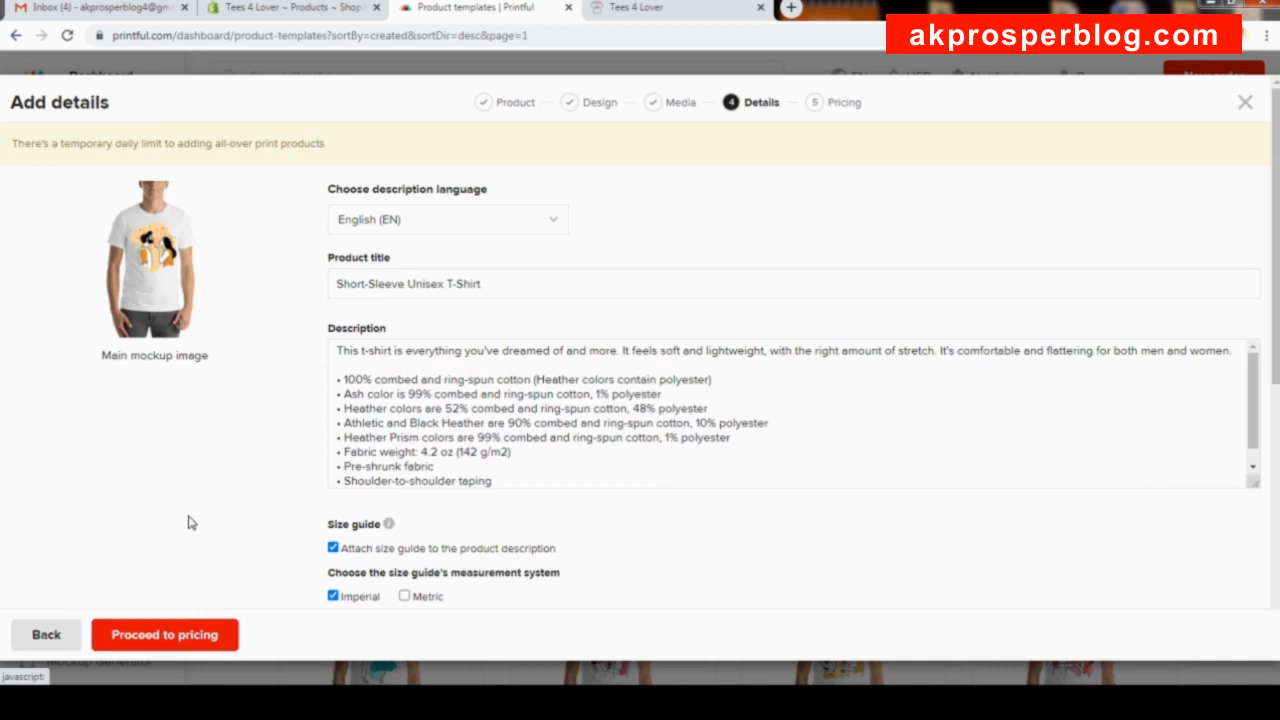 Inbox (4) - akprosperblog4@gm
Tees 4 Lover ~ Products ~ Shopi
Product templates | Printful
Tees 4 Lover
printful.com/dashboard/product-templates?sortBy=created&sortDir=desc&page=1
akprosperblog.com
Add details
Product
Design
Media
4 Details
5 Pricing
There's a temporary daily limit to adding all-over print products
Main mockup image
Choose description language
English (EN)
Product title
Short-Sleeve Unisex T-Shirt
Description
This t-shirt is everything you've dreamed of and more. It feels soft and lightweight, with the right amount of stretch. It's comfortable and flattering for both men and women.
• 100% combed and ring-spun cotton (Heather colors contain polyester)
• Ash color is 99% combed and ring-spun cotton, 1% polyester
• Heather colors are 52% combed and ring-spun cotton, 48% polyester
• Athletic and Black Heather are 90% combed and ring-spun cotton, 10% polyester
• Heather Prism colors are 99% combed and ring-spun cotton, 1% polyester
• Fabric weight: 4.2 oz (142 g/m2)
• Pre-shrunk fabric
• Shoulder-to-shoulder taping
Size guide
Attach size guide to the product description
Choose the size guide's measurement system
Imperial
Metric
Back
Proceed to pricing
Mockup Generator
javascript: